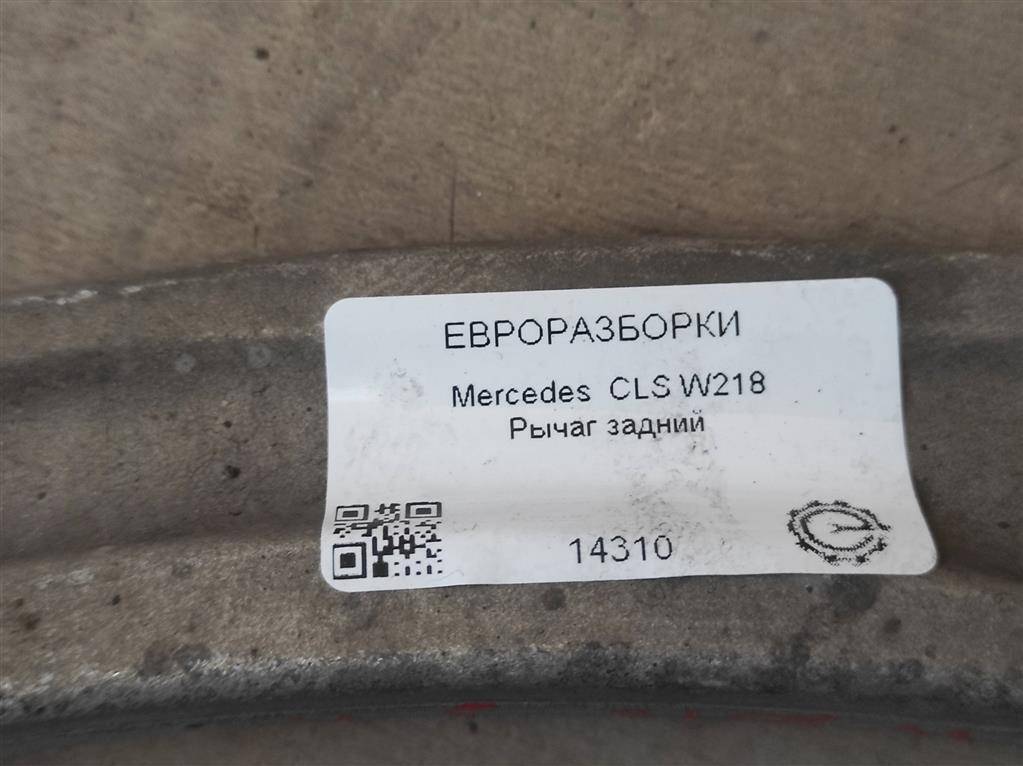 ЕВРОРАЗБОРКИ
Mercedes CLS W218
Рычаг задний
14310